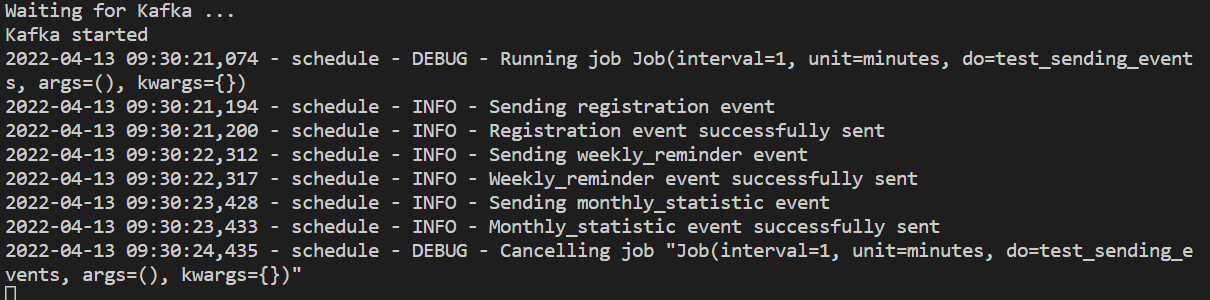 Waiting for Kafka ...
Kafka started
2022-04-13 09:30:21,074 - schedule - DEBUG - Running job Job(interval=1, unit=minutes, do=test_sending_event
s, args=(), kwargs={})
2022-04-13 09:30:21,194 - schedule - INFO - Sending registration event
2022-04-13 09:30:21,200 - schedule - INFO - Registration event successfully sent
2022-04-13 09:30:22,312 - schedule - INFO - Sending weekly_reminder event
2022-04-13 09:30:22,317 - schedule - INFO - Weekly_reminder event successfully sent
2022-04-13 09:30:23,428 - schedule - INFO - Sending monthly_statistic event
2022-04-13 09:30:23,433 - schedule - INFO - Monthly_statistic event successfully sent
2022-04-13 09:30:24,435 - schedule - DEBUG - Cancelling job "Job(interval=1, unit=minutes, do=test_sending_e
vents, args=(), kwargs={})"